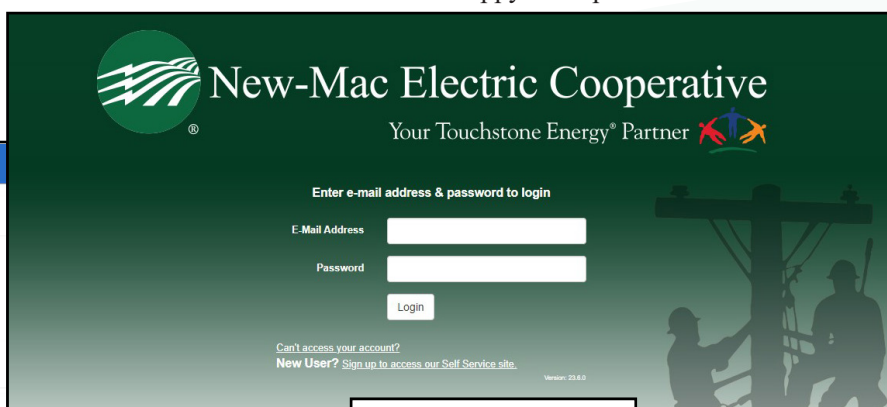 New-Mac Electric Cooperative
®
Your Touchstone Energy® Partner
Enter e-mail address & password to login
E-Mail Address
Password
Login
Can't access your account?
New User? Sign up to access our Self Service site.
Version: 23.6.0